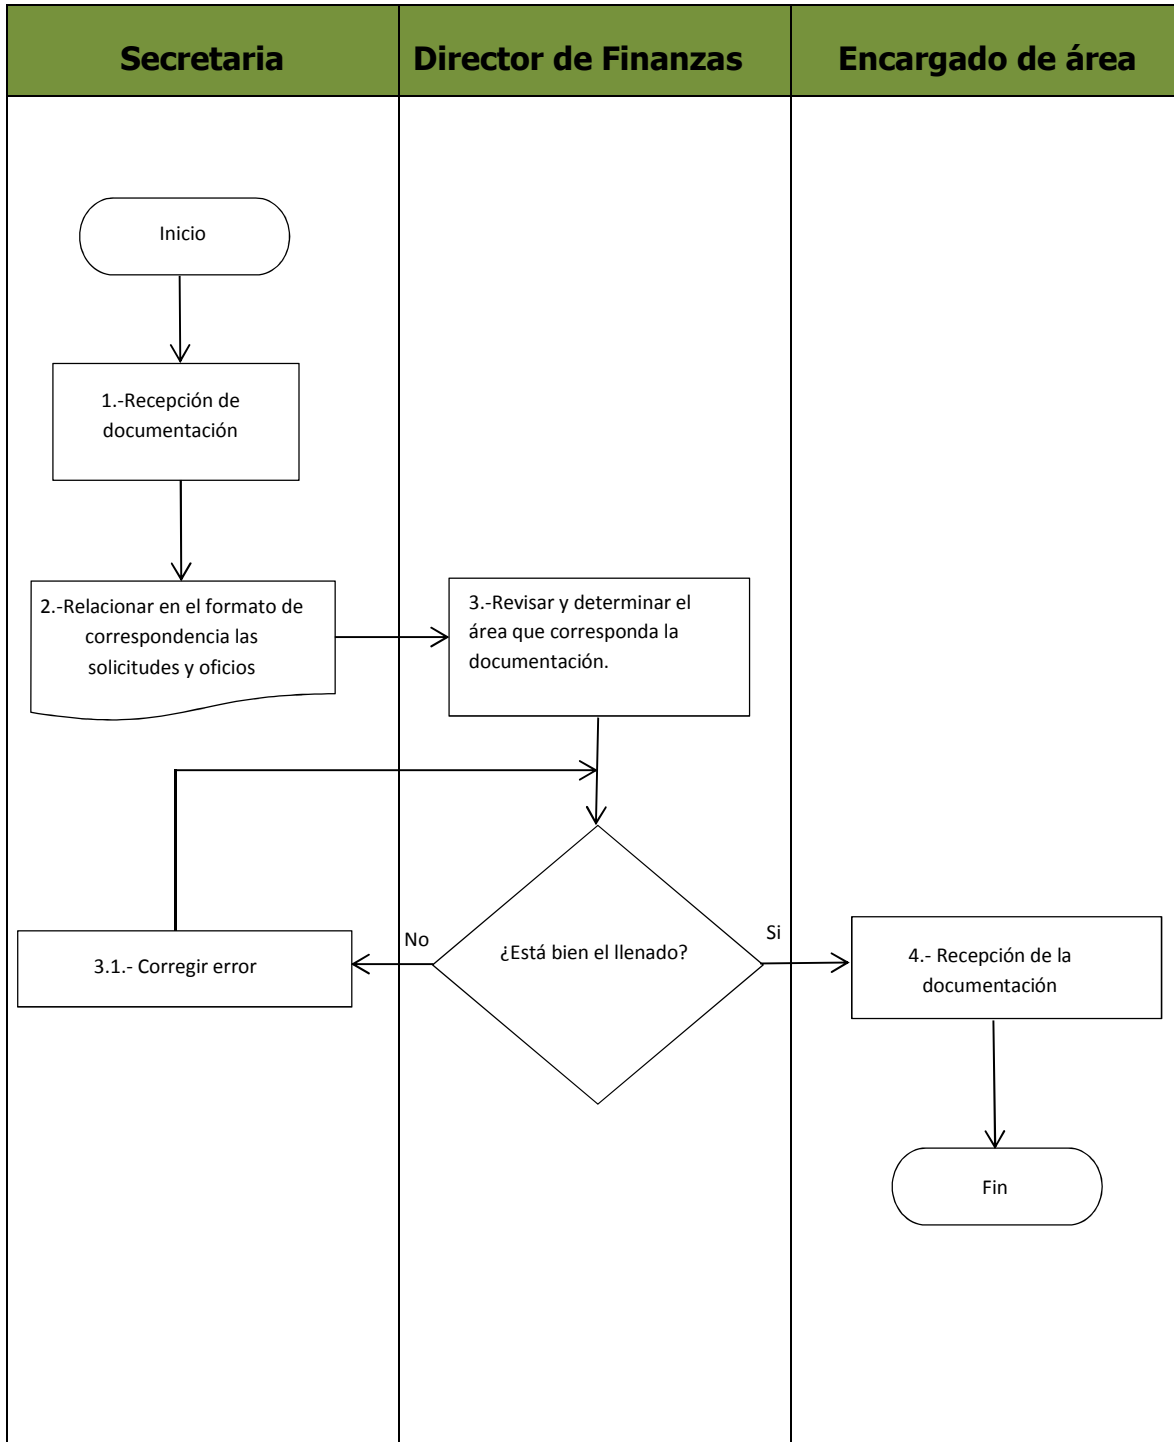 Secretaria
Director de Finanzas
Encargado de área
Inicio
1.-Recepción de
documentación
2.-Relacionar en el formato de
correspondencia las
solicitudes y oficios
3.-Revisar y determinar el
área que corresponda la
documentación.
¿Está bien el llenado?
No
Si
3.1.- Corregir error
4.- Recepción de la
documentación
Fin